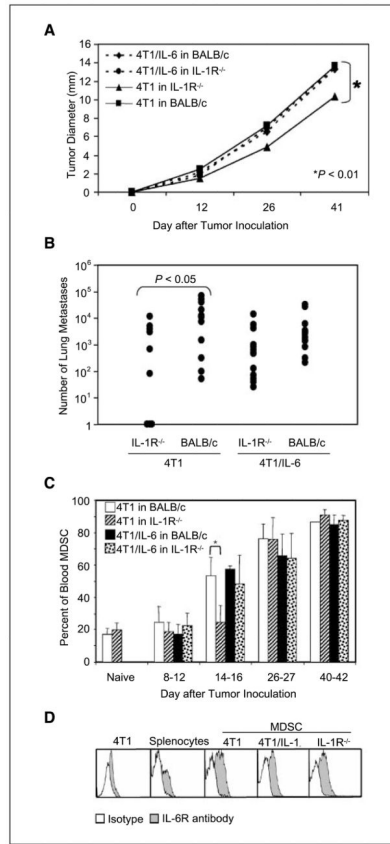 A
4T1/IL-6 in BALB/c
4T1/IL-6 in IL-1R-/-
4T1 in IL-1R-/-
4T1 in BALB/c
Tumor Diameter (mm)
16
14
12
10
8
6
4
2
0
*
*P < 0.01
0 12 26 41
Day after Tumor Inoculation
B
Number of Lung Metastases
10^6
10^5
10^4
10^3
10^2
10^1
1
P < 0.05
IL-1R-/- BALB/c IL-1R-/- BALB/c
4T1 4T1/IL-6
C
Percent of Blood MDSC
100
80
60
40
20
0
4T1 in BALB/c
4T1 in IL-1R-/-
4T1/IL-6 in BALB/c
4T1/IL-6 in IL-1R-/-
*
Naive 8-12 14-16 26-27 40-42
Day after Tumor Inoculation
D
MDSC
4T1 Splenocytes 4T1 4T1/IL-1. IL-1R-/-
Isotype IL-6R antibody